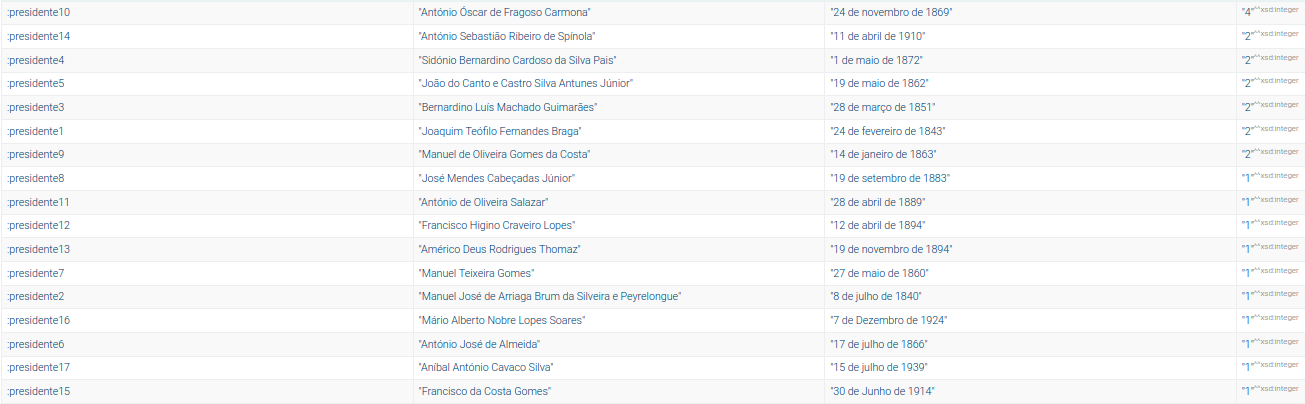 :presidente10 "António Óscar de Fragoso Carmona" "24 de novembro de 1869" "4"^^xsd:integer
:presidente14 "António Sebastião Ribeiro de Spínola" "11 de abril de 1910" "2"^^xsd:integer
:presidente4 "Sidónio Bernardino Cardoso da Silva Pais" "1 de maio de 1872" "2"^^xsd:integer
:presidente5 "João do Canto e Castro Silva Antunes Júnior" "19 de maio de 1862" "2"^^xsd:integer
:presidente3 "Bernardino Luís Machado Guimarães" "28 de março de 1851" "2"^^xsd:integer
:presidente1 "Joaquim Teófilo Fernandes Braga" "24 de fevereiro de 1843" "2"^^xsd:integer
:presidente9 "Manuel de Oliveira Gomes da Costa" "14 de janeiro de 1863" "2"^^xsd:integer
:presidente8 "José Mendes Cabeçadas Júnior" "19 de setembro de 1883" "1"^^xsd:integer
:presidente11 "António de Oliveira Salazar" "28 de abril de 1889" "1"^^xsd:integer
:presidente12 "Francisco Higino Craveiro Lopes" "12 de abril de 1894" "1"^^xsd:integer
:presidente13 "Américo Deus Rodrigues Thomaz" "19 de novembro de 1894" "1"^^xsd:integer
:presidente7 "Manuel Teixeira Gomes" "27 de maio de 1860" "1"^^xsd:integer
:presidente2 "Manuel José de Arriaga Brum da Silveira e Peyrelongue" "8 de julho de 1840" "1"^^xsd:integer
:presidente16 "Mário Alberto Nobre Lopes Soares" "7 de Dezembro de 1924" "1"^^xsd:integer
:presidente6 "António José de Almeida" "17 de julho de 1866" "1"^^xsd:integer
:presidente17 "Aníbal António Cavaco Silva" "15 de julho de 1939" "1"^^xsd:integer
:presidente15 "Francisco da Costa Gomes" "30 de Junho de 1914" "1"^^xsd:integer